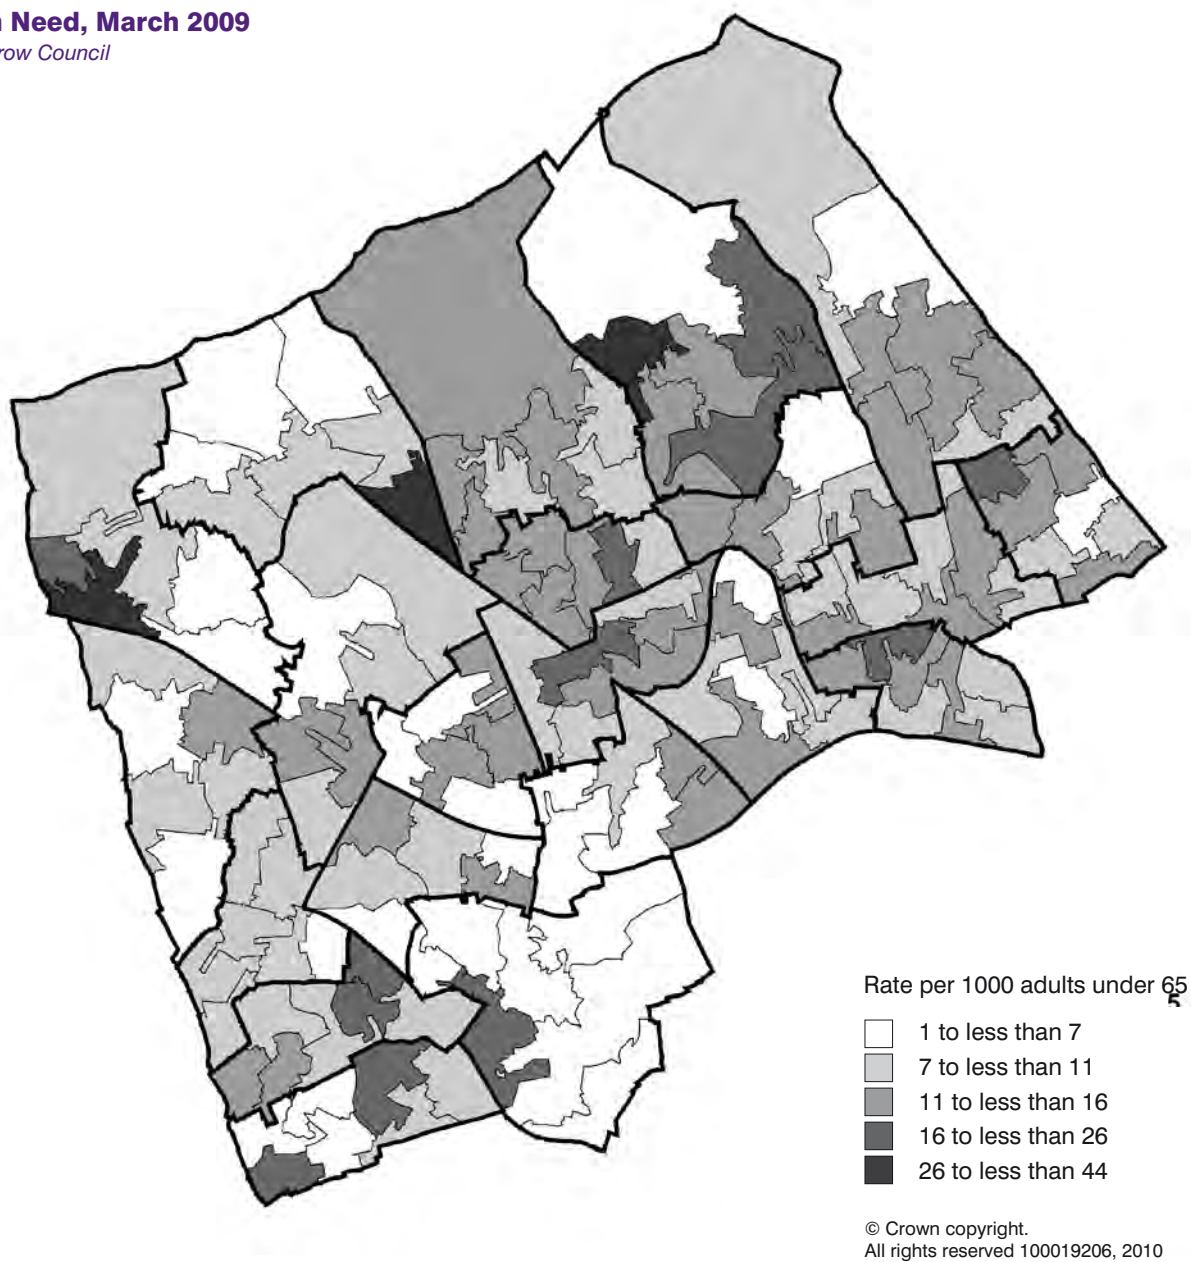 Need, March 2009
row Council
Rate per 1000 adults under 65
5
1 to less than 7
7 to less than 11
11 to less than 16
16 to less than 26
26 to less than 44
© Crown copyright.
All rights reserved 100019206, 2010